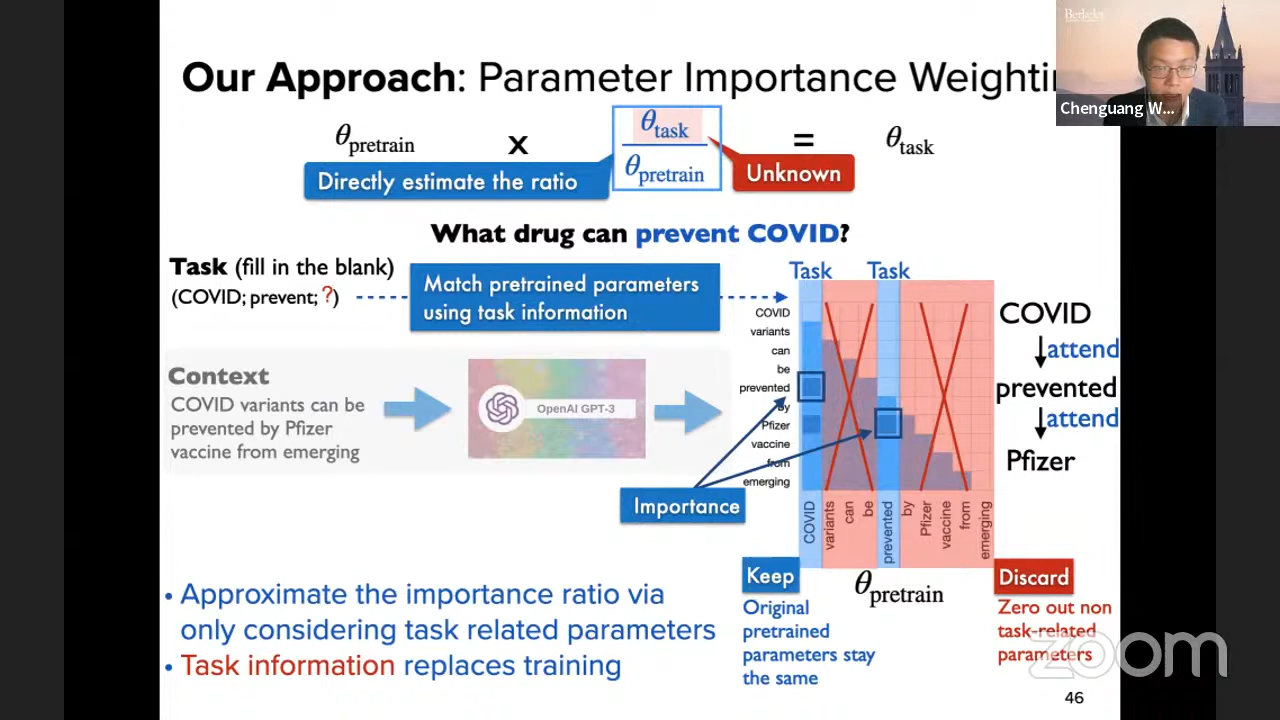 Berkeley
Chenguang W...
Our Approach: Parameter Importance Weighti
θpretrain x θtask / θpretrain = θtask
Directly estimate the ratio
Unknown
What drug can prevent COVID?
Task (fill in the blank)
(COVID; prevent; ?)
Match pretrained parameters
using task information
Context
COVID variants can be
prevented by Pfizer
vaccine from emerging
OpenAI GPT-3
Task Task
COVID
variants
can
be
prevented
by
Pfizer
vaccine
from
emerging
COVID
variants
can
be
prevented
by
Pfizer
vaccine
from
emerging
COVID
attend
prevented
attend
Pfizer
Importance
Keep
Original
pretrained
parameters stay
the same
θpretrain
Discard
Zero out non
task-related
parameters
• Approximate the importance ratio via
only considering task related parameters
• Task information replaces training
zoom
46